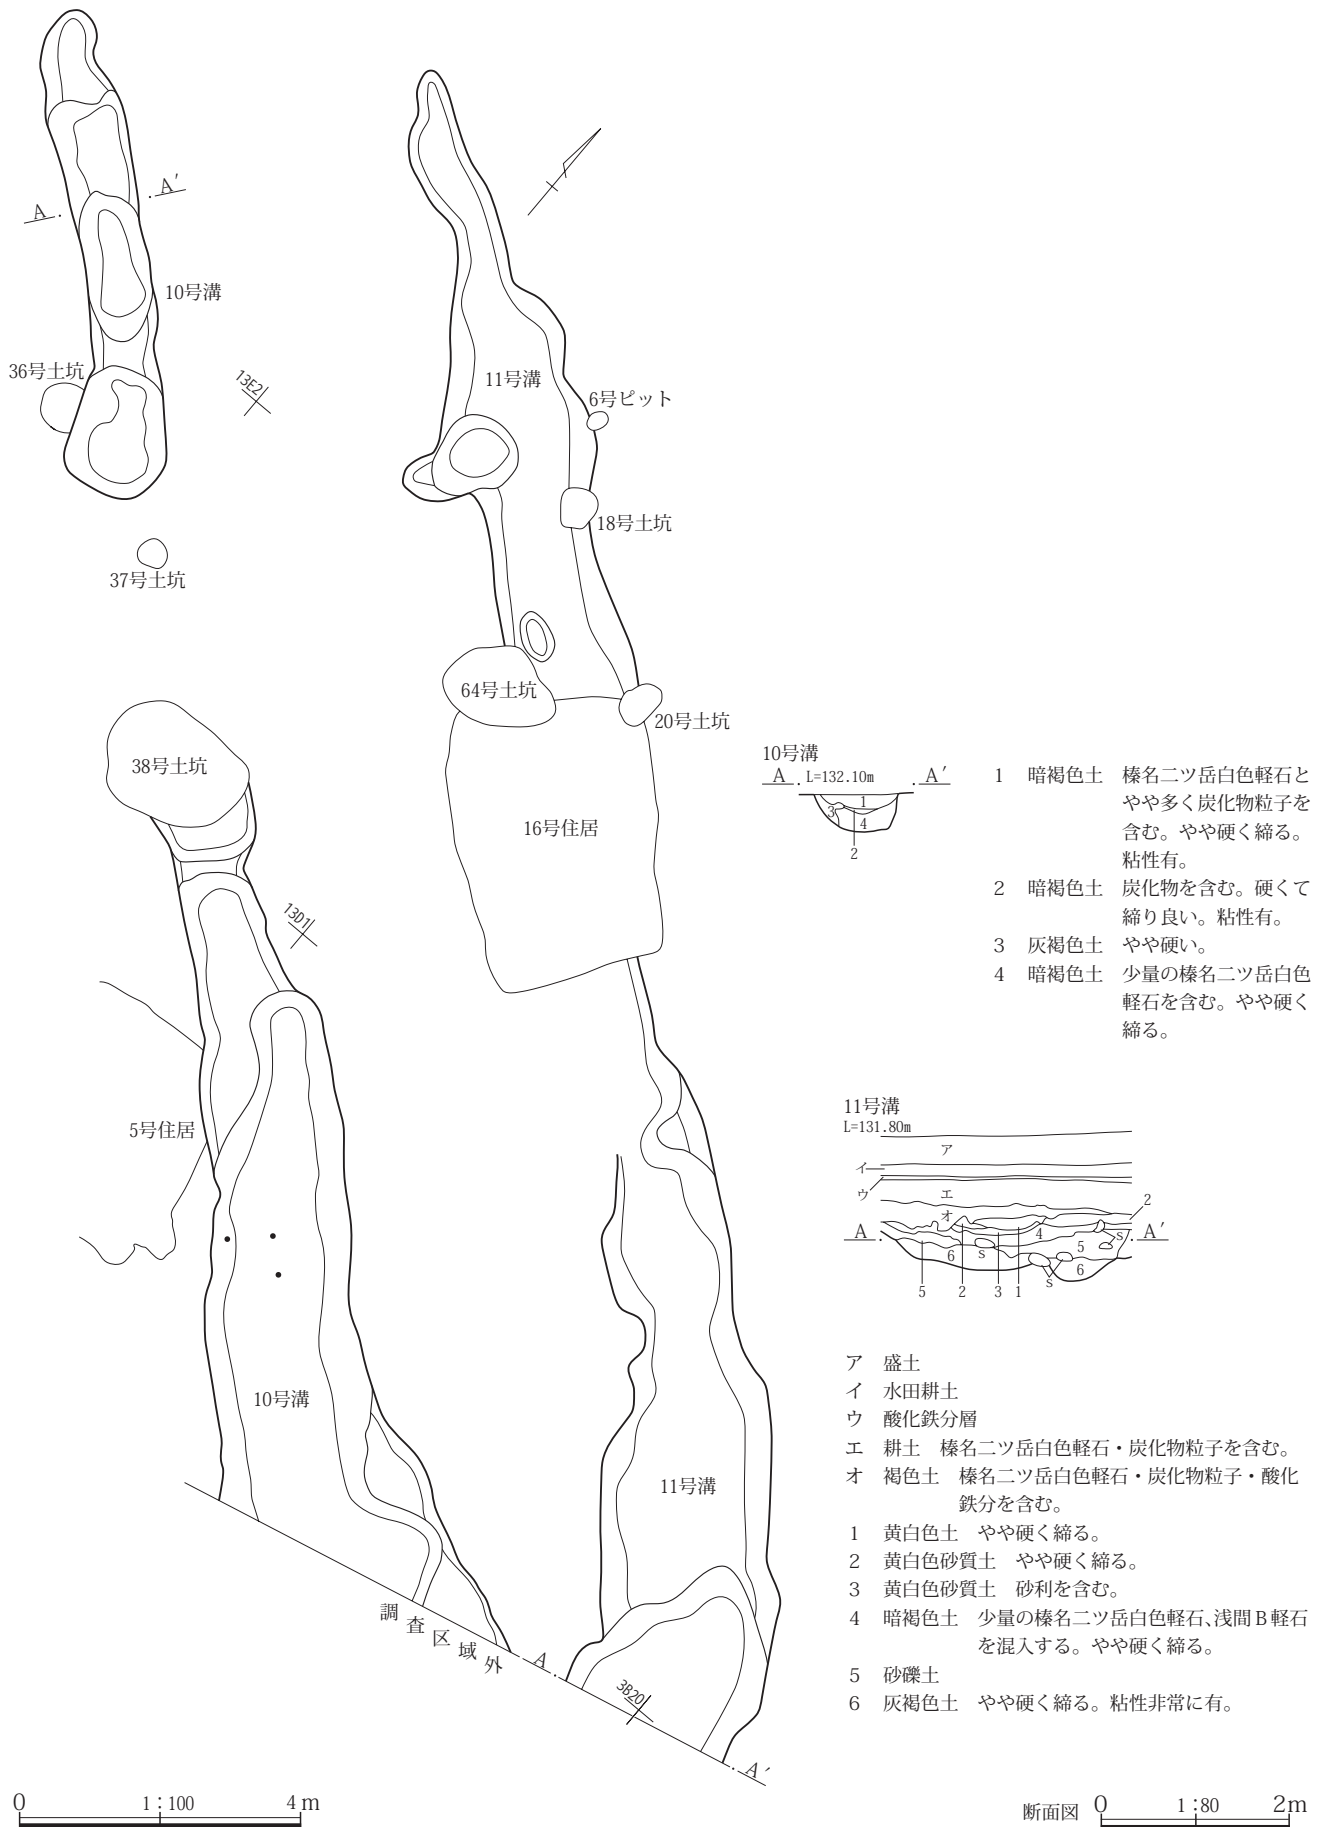 A
A′
10号溝
36号土坑
13E2
37号土坑
11号溝
6号ピット
18号土坑
64号土坑
20号土坑
16号住居
38号土坑
13D1
5号住居
10号溝
11号溝
調査区域外
A
3B20
A′
10号溝
A L=132.10m A′
1
3
4
2
1 暗褐色土 榛名二ツ岳白色軽石と
やや多く炭化物粒子を
含む。やや硬く締る。
粘性有。
2 暗褐色土 炭化物を含む。硬くて
締り良い。粘性有。
3 灰褐色土 やや硬い。
4 暗褐色土 少量の榛名二ツ岳白色
軽石を含む。やや硬く
締る。
11号溝
L=131.80m
ア
イ
ウ
エ
2
オ
A
4
S
A′
6
S
5
6
5
2
3
1
S
ア 盛土
イ 水田耕土
ウ 酸化鉄分層
エ 耕土 榛名二ツ岳白色軽石・炭化物粒子を含む。
オ 褐色土 榛名二ツ岳白色軽石・炭化物粒子・酸化
鉄分を含む。
1 黄白色土 やや硬く締る。
2 黄白色砂質土 やや硬く締る。
3 黄白色砂質土 砂利を含む。
4 暗褐色土 少量の榛名二ツ岳白色軽石、浅間B軽石
を混入する。やや硬く締る。
5 砂礫土
6 灰褐色土 やや硬く締る。粘性非常に有。
0 1:100 4m
断面図 0 1:80 2m